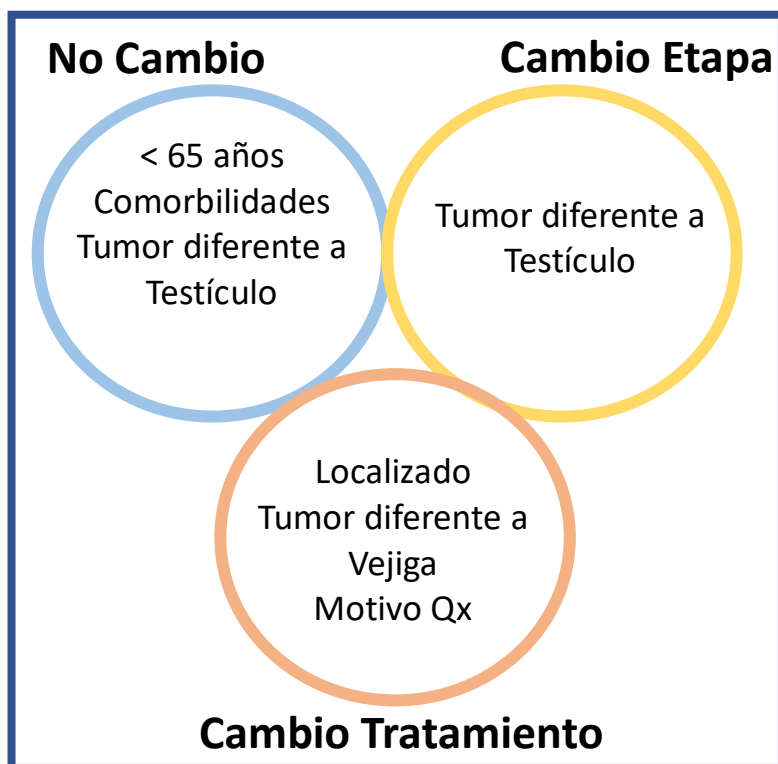 No Cambio
Cambio Etapa
< 65 años
Comorbilidades
Tumor diferente a
Testículo
Tumor diferente a
Testículo
Localizado
Tumor diferente a
Vejiga
Motivo Qx
Cambio Tratamiento